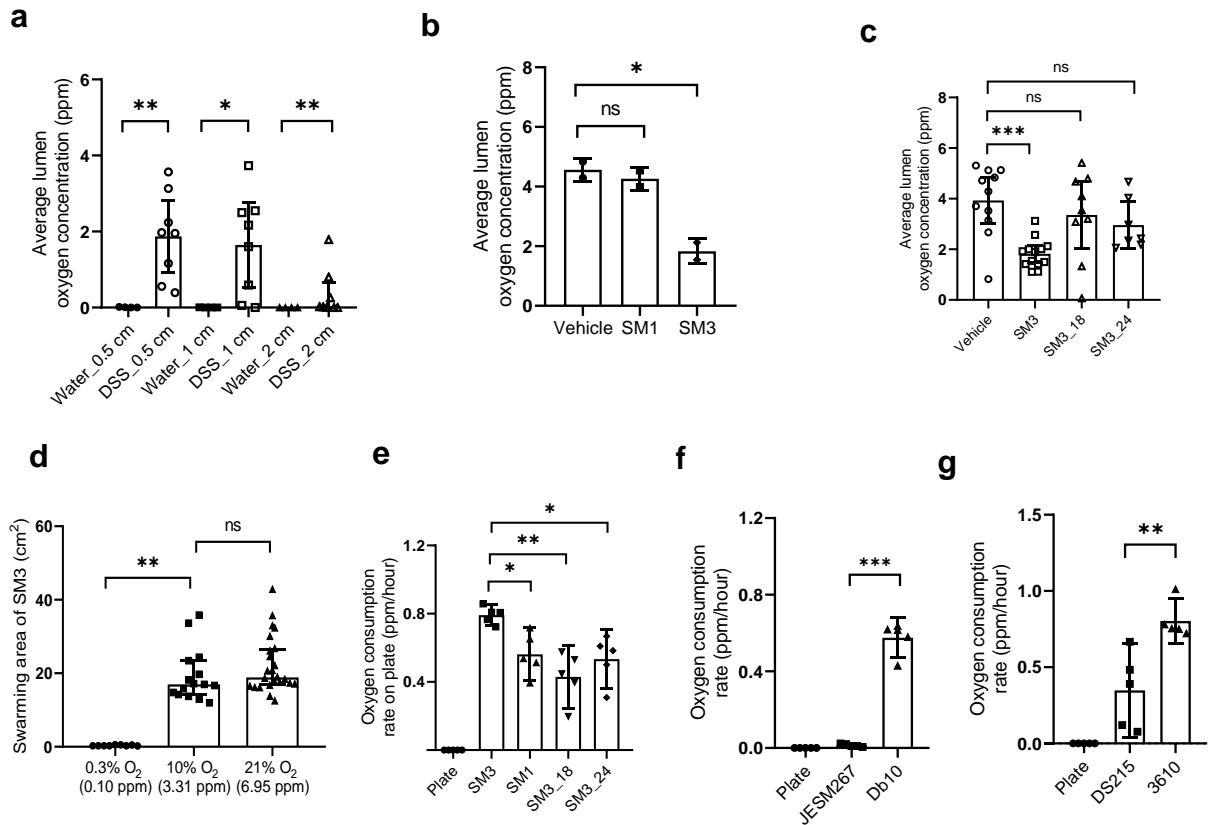 a
Average lumen
oxygen concentration (ppm)
6
4
2
0
**
*
**
Water_0.5 cm
DSS_0.5 cm
Water_1 cm
DSS_1 cm
Water_2 cm
DSS_2 cm
b
Average lumen
oxygen concentration (ppm)
8
6
4
2
0
*
ns
Vehicle
SM1
SM3
c
Average lumen
oxygen concentration (ppm)
8
6
4
2
0
ns
ns
***
Vehicle
SM3
SM3_18
SM3_24
d
Swarming area of SM3 (cm²)
60
40
20
0
**
ns
0.3% O₂
(0.10 ppm)
10% O₂
(3.31 ppm)
21% O₂
(6.95 ppm)
e
Oxygen consumption
rate on plate (ppm/hour)
1.2
0.8
0.4
*
**
*
Plate
SM3
SM1
SM3_18
SM3_24
f
Oxygen consumption
rate (ppm/hour)
1.2
0.8
0.4
0.0
***
Plate
JESM267
Db10
g
Oxygen consumption
rate (ppm/hour)
1.5
1.0
0.5
0.0
**
Plate
DS215
3610